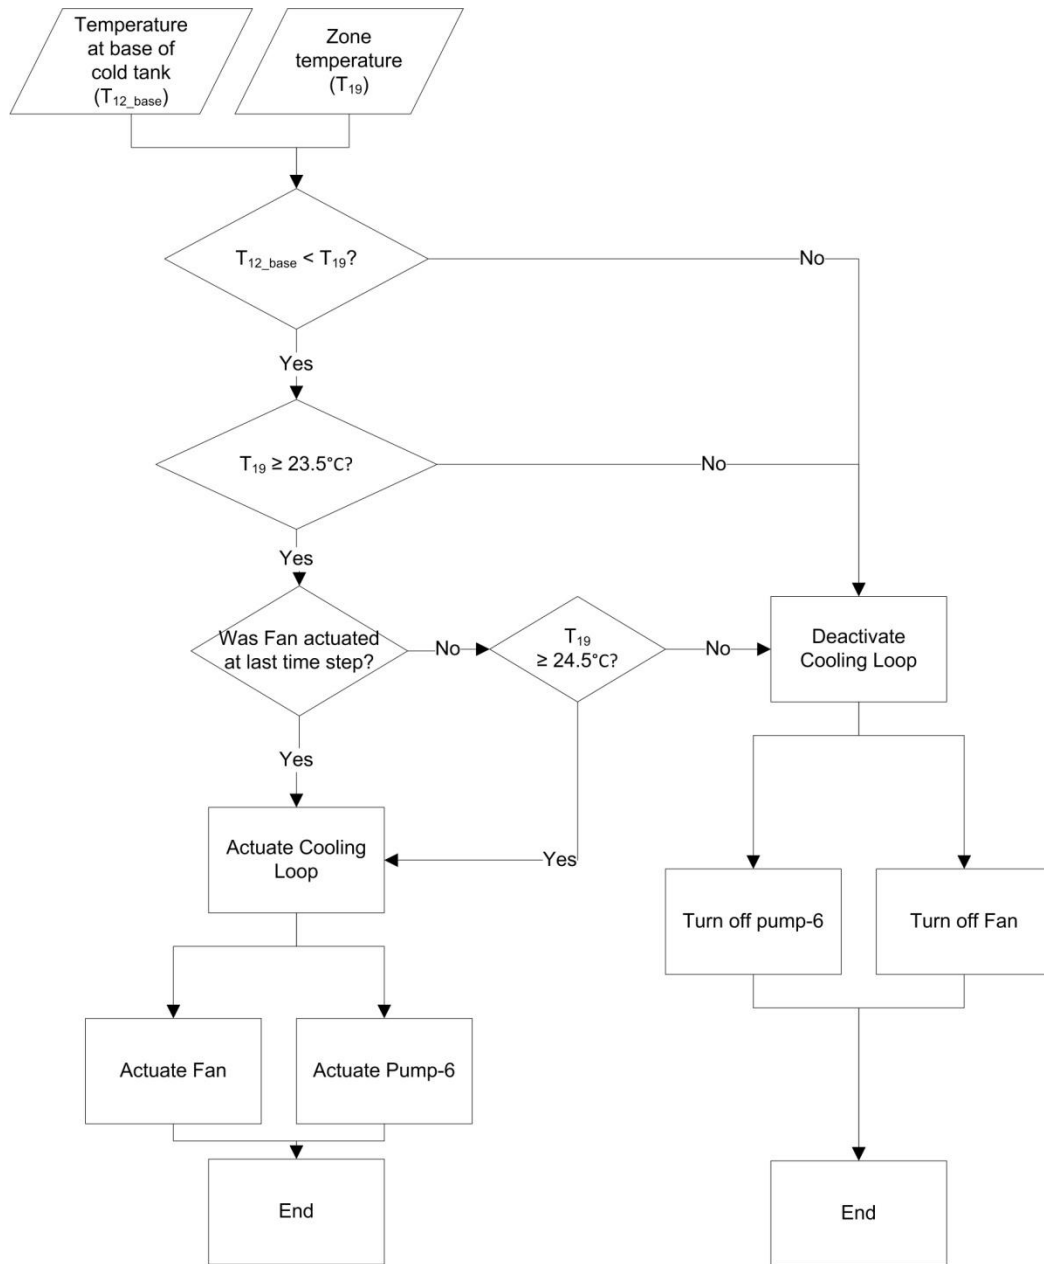 Temperature
at base of
cold tank
(T12_base)
Zone
temperature
(T19)
T12_base < T19?
No
Yes
T19 ≥ 23.5°C?
No
Yes
Was Fan actuated
at last time step?
No
T19
≥ 24.5°C?
No
Deactivate
Cooling Loop
Yes
Actuate Cooling
Loop
Yes
Turn off pump-6
Turn off Fan
Actuate Fan
Actuate Pump-6
End
End